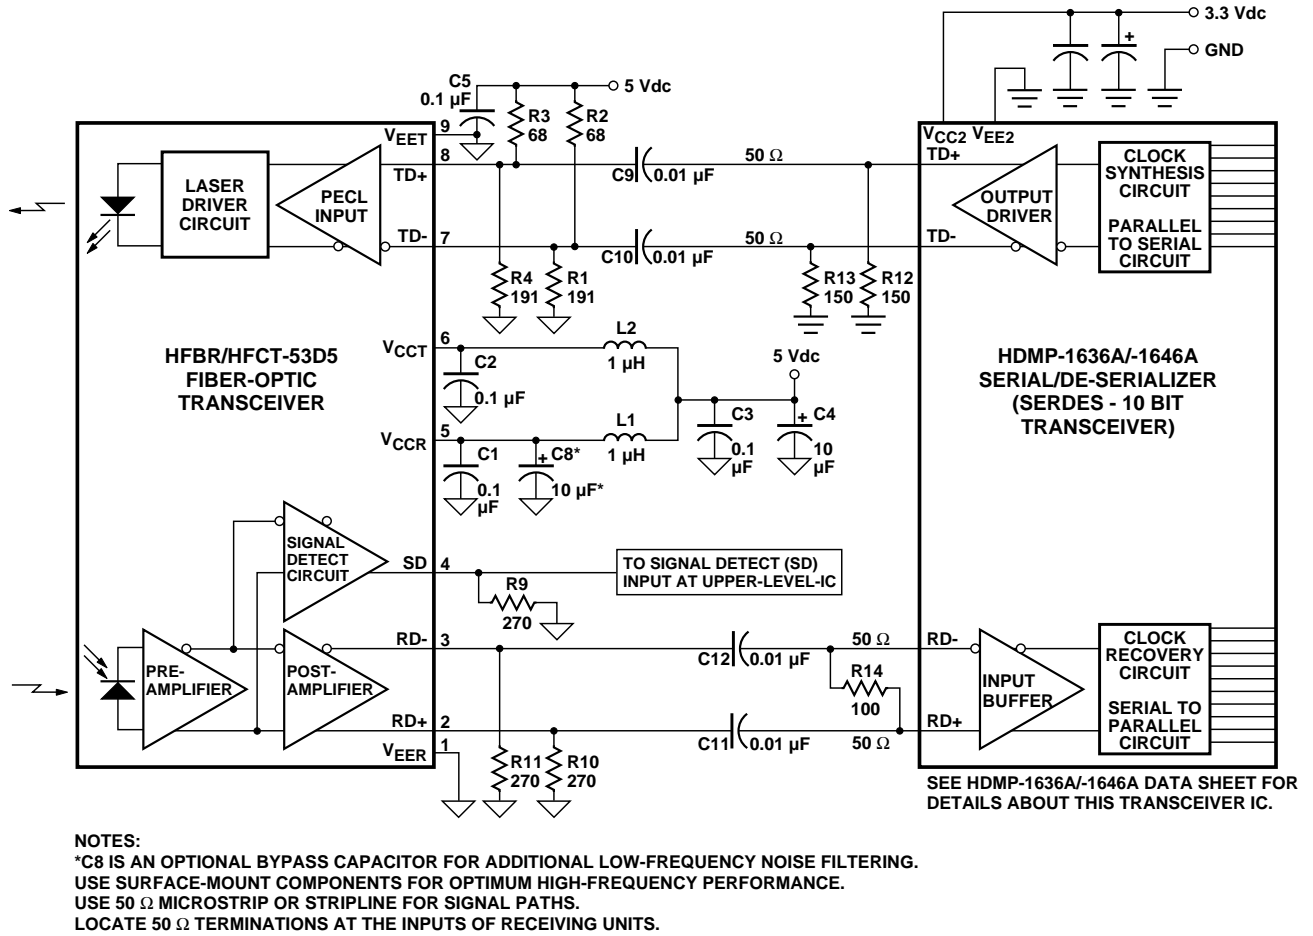 3.3 Vdc
GND
C5
0.1 µF
5 Vdc
R3
68
R2
68
9
VEET
8
TD+
C9
0.01 µF
50 Ω
VCC2 VEE2
TD+
LASER
DRIVER
CIRCUIT
PECL
INPUT
OUTPUT
DRIVER
CLOCK
SYNTHESIS
CIRCUIT
PARALLEL
TO SERIAL
CIRCUIT
TD-
7
C10
0.01 µF
50 Ω
TD-
R4
191
R1
191
R13
150
R12
150
HFBR/HFCT-53D5
FIBER-OPTIC
TRANSCEIVER
VCCT
6
L2
1 µH
C2
0.1 µF
5 Vdc
HDMP-1636A/-1646A
SERIAL/DE-SERIALIZER
(SERDES - 10 BIT
TRANSCEIVER)
VCCR
5
L1
1 µH
C3
0.1
µF
+
C4
10
µF
C1
0.1
µF
+
C8*
10 µF*
SIGNAL
DETECT
CIRCUIT
SD
4
R9
270
TO SIGNAL DETECT (SD)
INPUT AT UPPER-LEVEL-IC
PRE-
AMPLIFIER
POST-
AMPLIFIER
RD-
3
C12
0.01 µF
50 Ω
R14
100
RD-
INPUT
BUFFER
CLOCK
RECOVERY
CIRCUIT
SERIAL TO
PARALLEL
CIRCUIT
RD+
2
C11
0.01 µF
50 Ω
RD+
VEER
1
R11
270
R10
270
+
SEE HDMP-1636A/-1646A DATA SHEET FOR
DETAILS ABOUT THIS TRANSCEIVER IC.
NOTES:
*C8 IS AN OPTIONAL BYPASS CAPACITOR FOR ADDITIONAL LOW-FREQUENCY NOISE FILTERING.
USE SURFACE-MOUNT COMPONENTS FOR OPTIMUM HIGH-FREQUENCY PERFORMANCE.
USE 50 Ω MICROSTRIP OR STRIPLINE FOR SIGNAL PATHS.
LOCATE 50 Ω TERMINATIONS AT THE INPUTS OF RECEIVING UNITS.